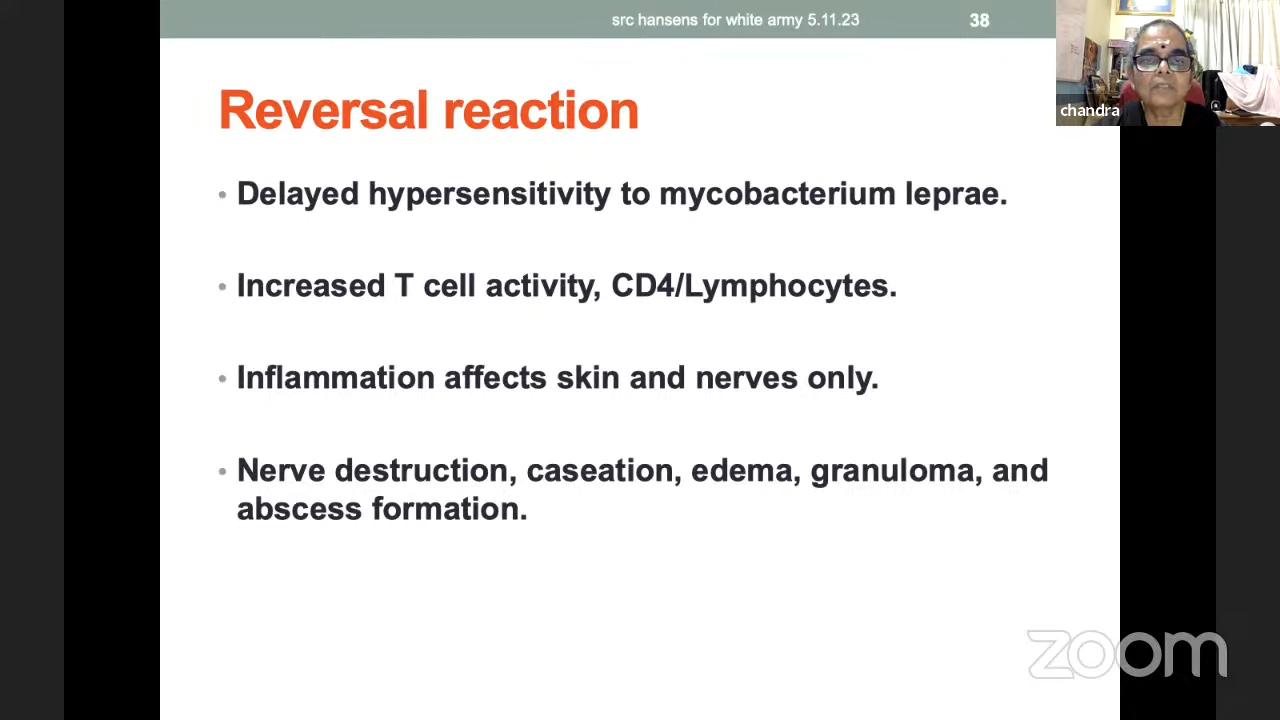 src hansens for white army 5.11.23 38
chandra
Reversal reaction
• Delayed hypersensitivity to mycobacterium leprae.
• Increased T cell activity, CD4/Lymphocytes.
• Inflammation affects skin and nerves only.
• Nerve destruction, caseation, edema, granuloma, and
abscess formation.
zoom